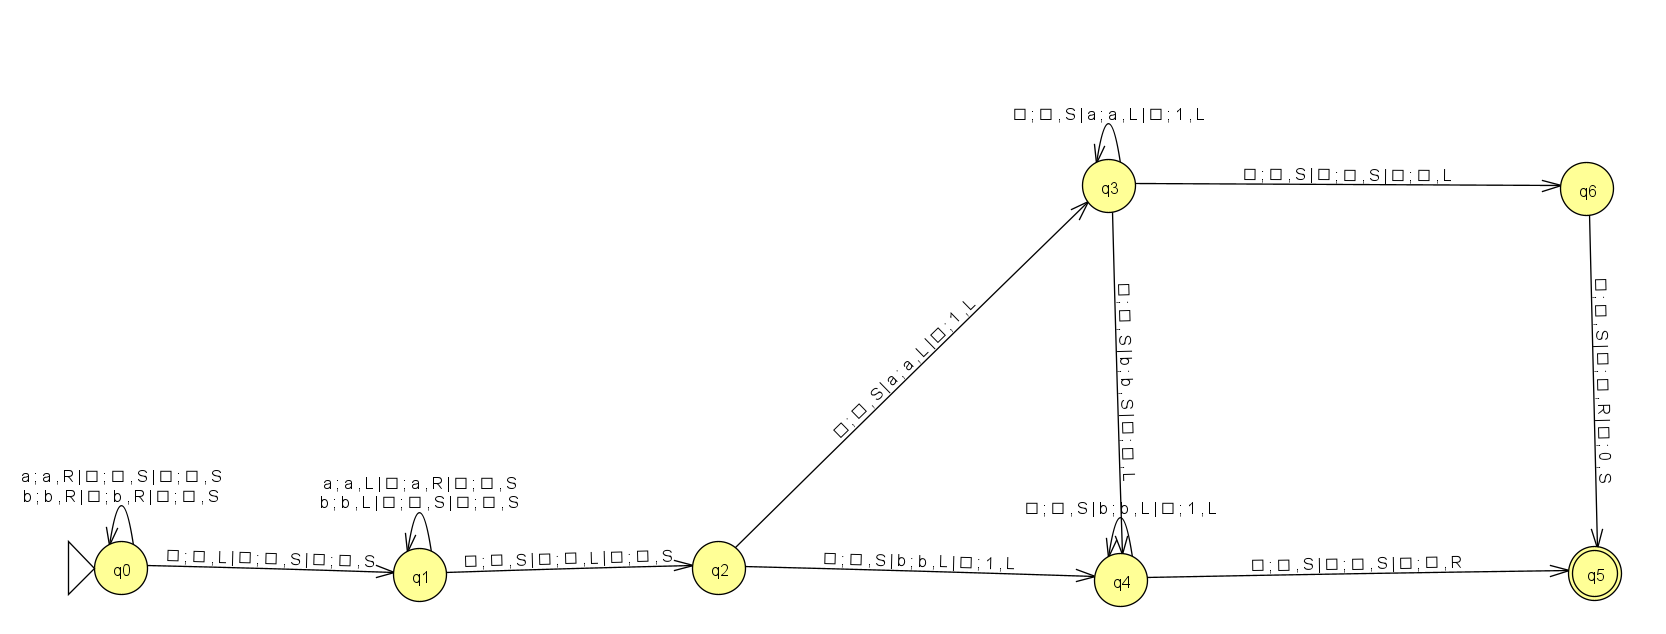 □;□,S|a;a,L|□;1,L
q3
□;□,S|□;□,S|□;□,L
q6
□;□,S|a;a,L|□;1,L
□;□,S|b;b,S|□;□,L
□;□,S|□;□,R|□;0,S
a;a,R|□;□,S|□;□,S
b;b,R|□;b,R|□;□,S
a;a,L|□;a,R|□;□,S
b;b,L|□;□,S|□;□,S
□;□,S|b;b,L|□;1,L
q0
□;□,L|□;□,S|□;□,S
q1
□;□,S|□;□,L|□;□,S
q2
□;□,S|b;b,L|□;1,L
q4
□;□,S|□;□,S|□;□,R
q5